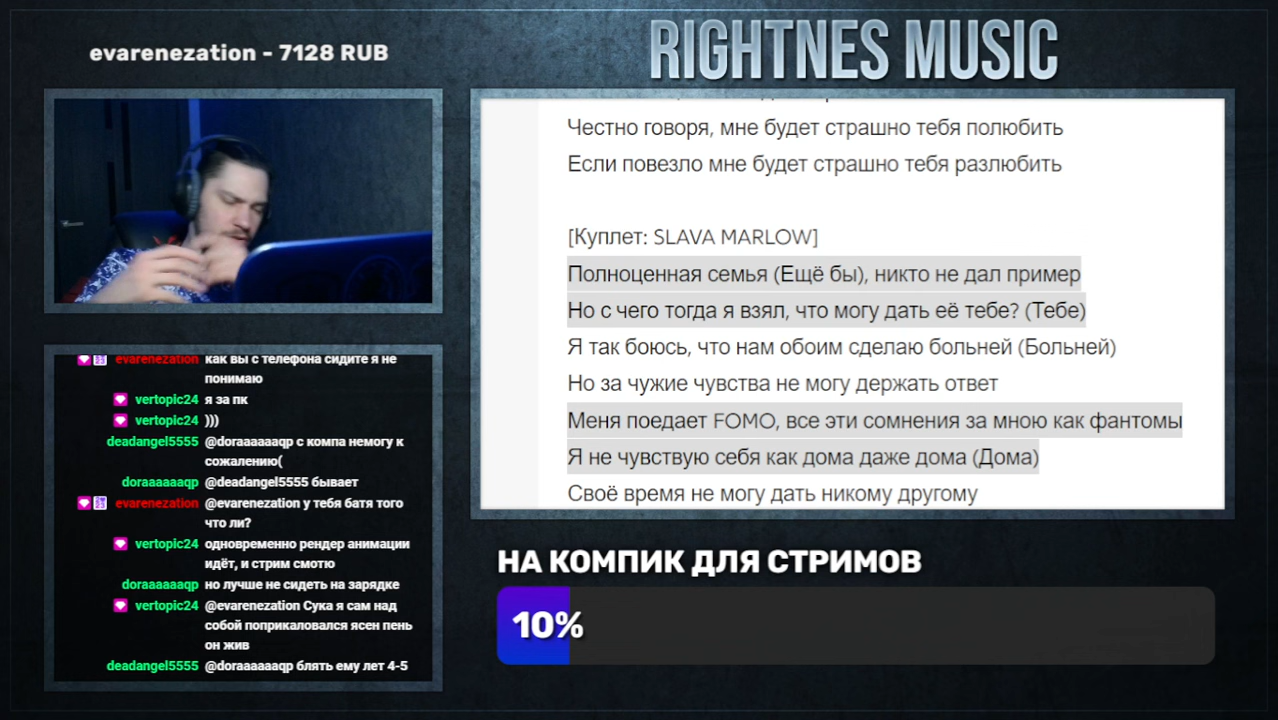 evarenezation - 7128 RUB
RIGHTNES MUSIC
Честно говоря, мне будет страшно тебя полюбить
Если повезло мне будет страшно тебя разлюбить
[Куплет: SLAVA MARLOW]
Полноценная семья (Ещё бы), никто не дал пример
Но с чего тогда я взял, что могу дать её тебе? (Тебе)
Я так боюсь, что нам обоим сделаю больней (Больней)
Но за чужие чувства не могу держать ответ
Меня поедает FOMO, все эти сомнения за мною как фантомы
Я не чувствую себя как дома даже дома (Дома)
Своё время не могу дать никому другому
evarenezation как вы с телефона сидите я не
понимаю
vertopic24 я за пк
vertopic24 )))
deadangel5555 @doraaaaaaqp с компа немогу к
сожалению(
doraaaaaaqp @deadangel5555 бывает
evarenezation @evarenezation у тебя батя того
что ли?
vertopic24 одновременно рендер анимации
идёт, и стрим смотю
doraaaaaaqp но лучше не сидеть на зарядке
vertopic24 @evarenezation Сука я сам над
собой поприкаловался ясен пень
он жив
deadangel5555 @doraaaaaaqp блять ему лет 4-5
НА КОМПИК ДЛЯ СТРИМОВ
10%